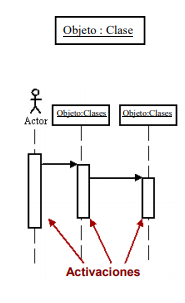 Objeto : Clase
Actor
Objeto:Clases
Objeto:Clases
Activaciones